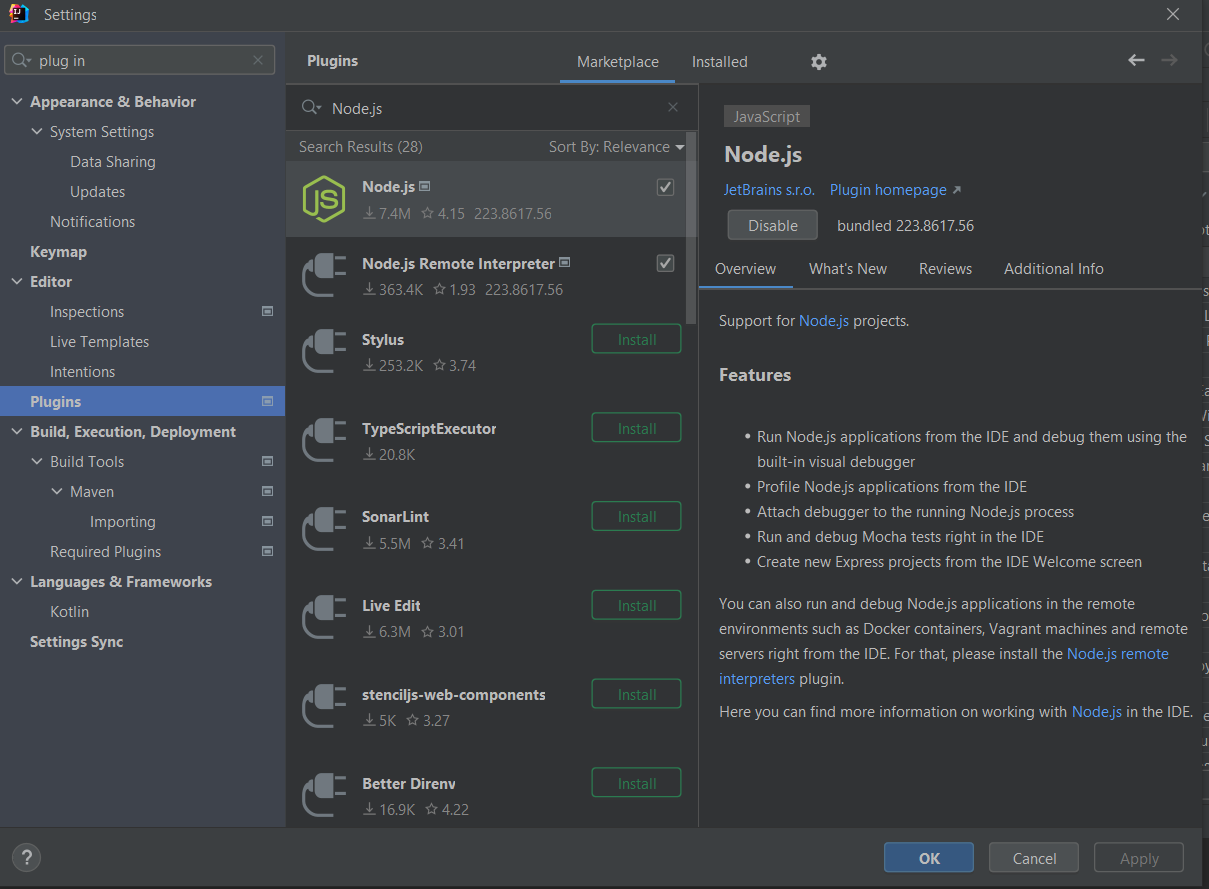 Settings
plug in
Appearance & Behavior
System Settings
Data Sharing
Updates
Notifications
Keymap
Editor
Inspections
Live Templates
Intentions
Plugins
Build, Execution, Deployment
Build Tools
Maven
Importing
Required Plugins
Languages & Frameworks
Kotlin
Settings Sync
Plugins
Marketplace
Installed
Node.js
Search Results (28)
Sort By: Relevance
Node.js
7.4M 4.15 223.8617.56
Node.js Remote Interpreter
363.4K 1.93 223.8617.56
Stylus
Install
253.2K 3.74
TypeScriptExecutor
Install
20.8K
SonarLint
Install
5.5M 3.41
Live Edit
Install
6.3M 3.01
stenciljs-web-components
Install
5K 3.27
Better Direnv
Install
16.9K 4.22
JavaScript
Node.js
JetBrains s.r.o. Plugin homepage ↗
Disable
bundled 223.8617.56
Overview
What's New
Reviews
Additional Info
Support for Node.js projects.
Features
• Run Node.js applications from the IDE and debug them using the
built-in visual debugger
• Profile Node.js applications from the IDE
• Attach debugger to the running Node.js process
• Run and debug Mocha tests right in the IDE
• Create new Express projects from the IDE Welcome screen
You can also run and debug Node.js applications in the remote
environments such as Docker containers, Vagrant machines and remote
servers right from the IDE. For that, please install the Node.js remote
interpreters plugin.
Here you can find more information on working with Node.js in the IDE.
?
OK
Cancel
Apply